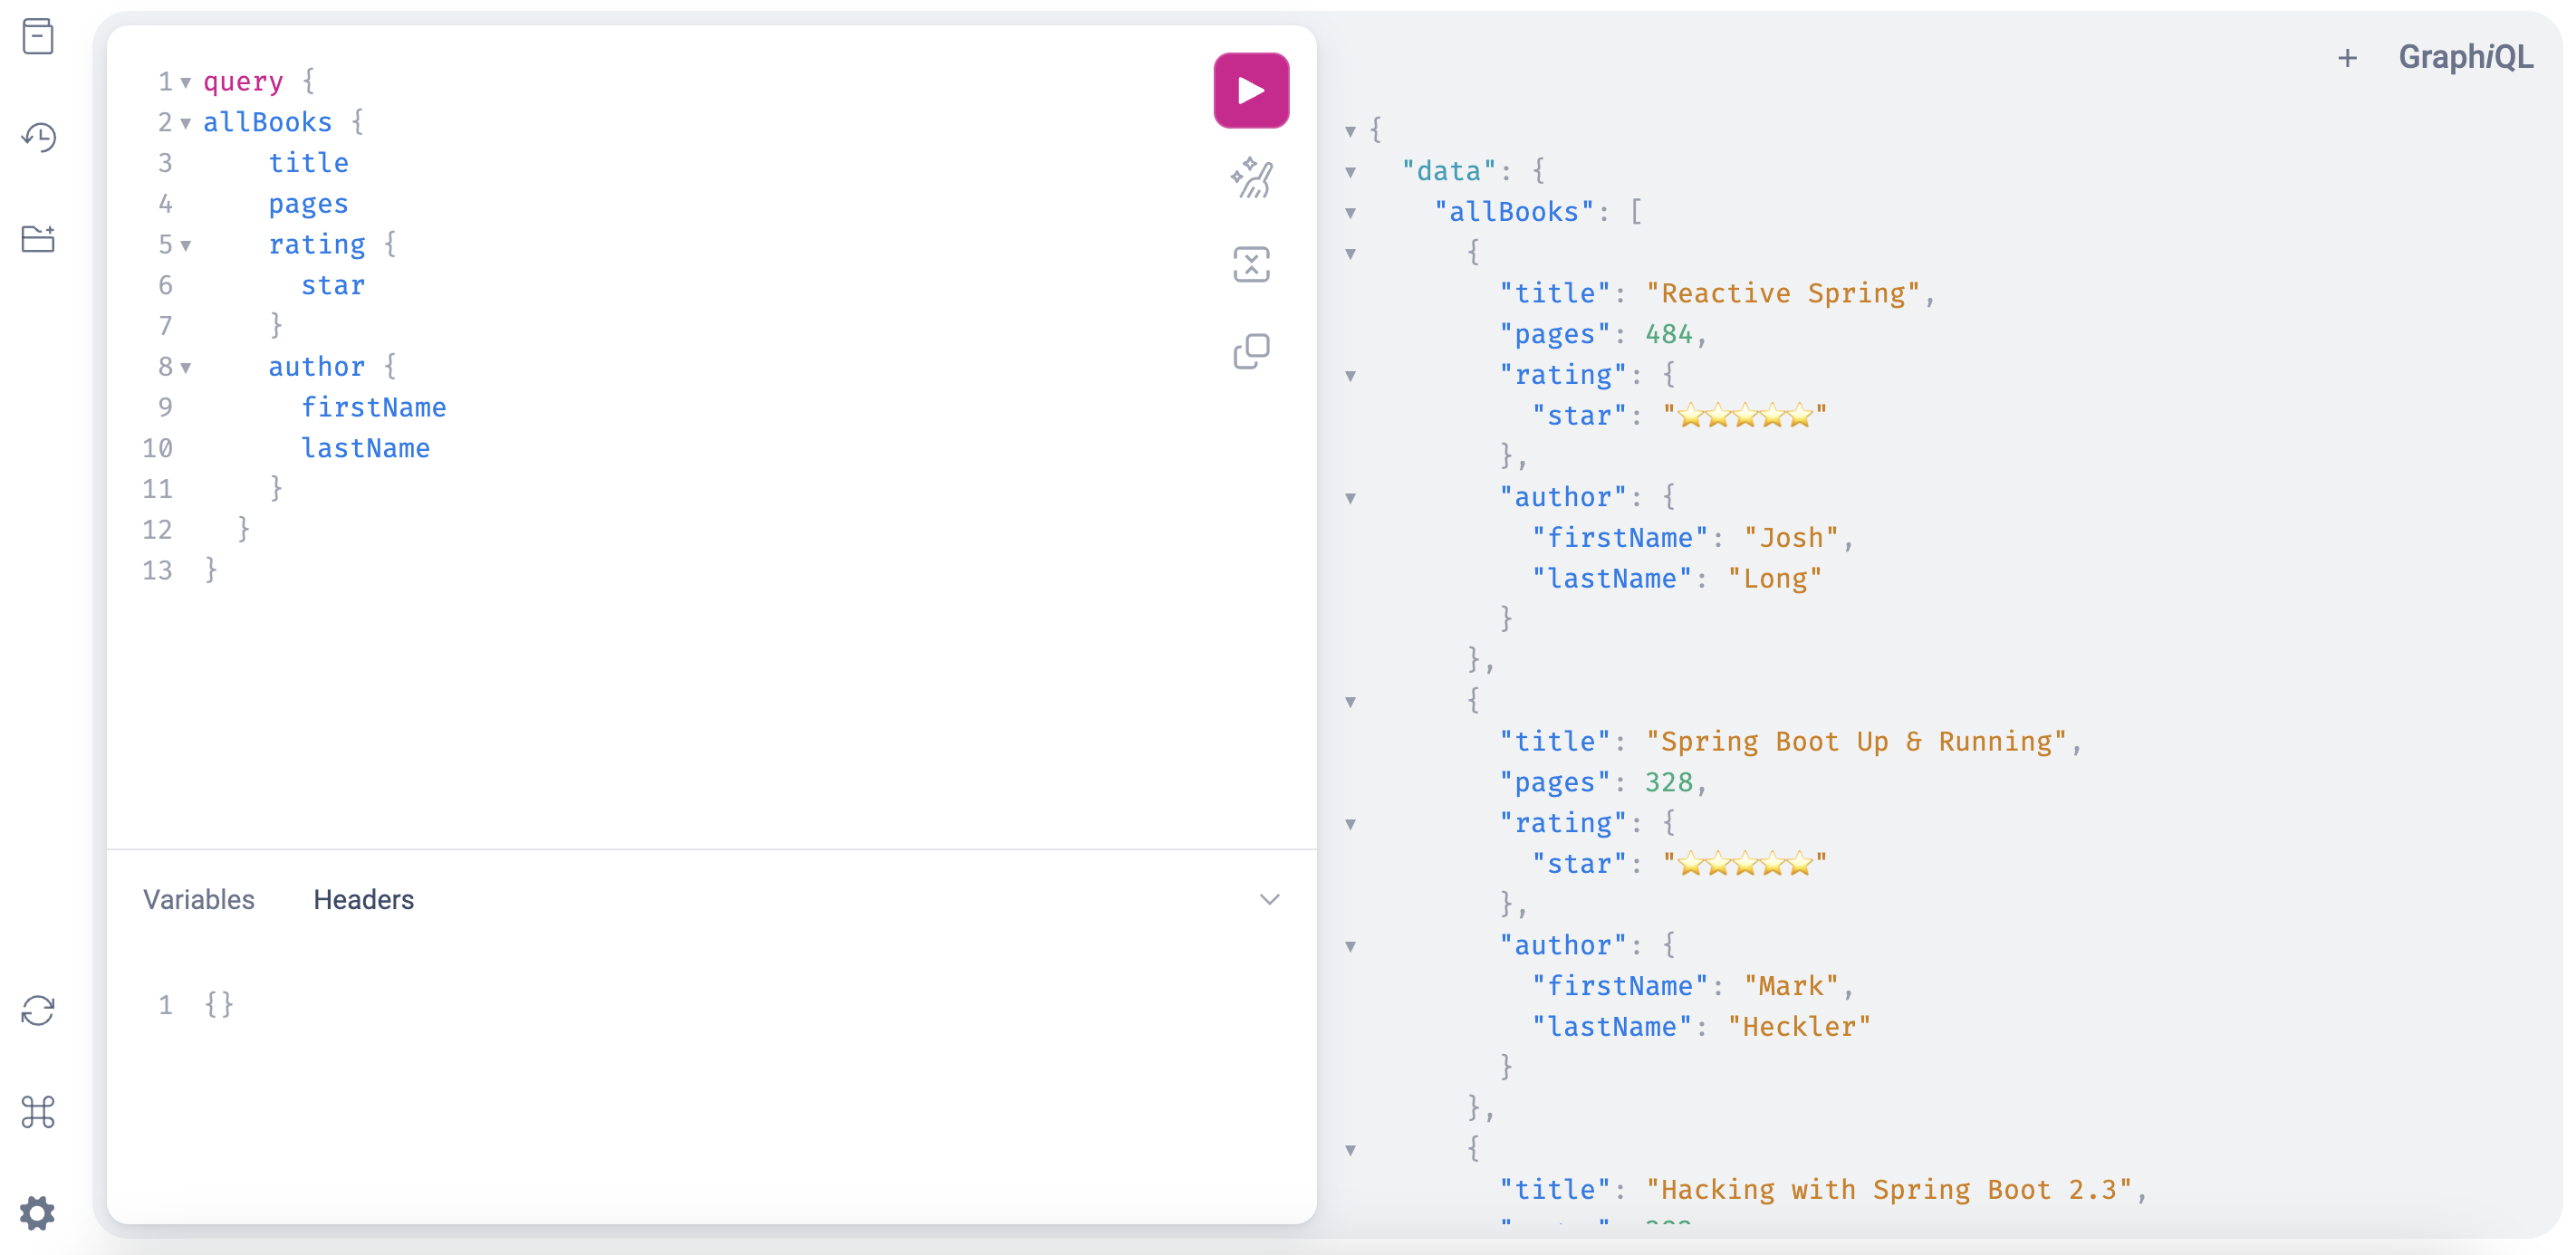 1 query {
2 allBooks {
3 title
4 pages
5 rating {
6 star
7 }
8 author {
9 firstName
10 lastName
11 }
12 }
13 }
Variables Headers
1 {}
+ GraphiQL
{
"data": {
"allBooks": [
{
"title": "Reactive Spring",
"pages": 484,
"rating": {
"star": "⭐⭐⭐⭐⭐"
},
"author": {
"firstName": "Josh",
"lastName": "Long"
}
},
{
"title": "Spring Boot Up & Running",
"pages": 328,
"rating": {
"star": "⭐⭐⭐⭐⭐"
},
"author": {
"firstName": "Mark",
"lastName": "Heckler"
}
},
{
"title": "Hacking with Spring Boot 2.3",